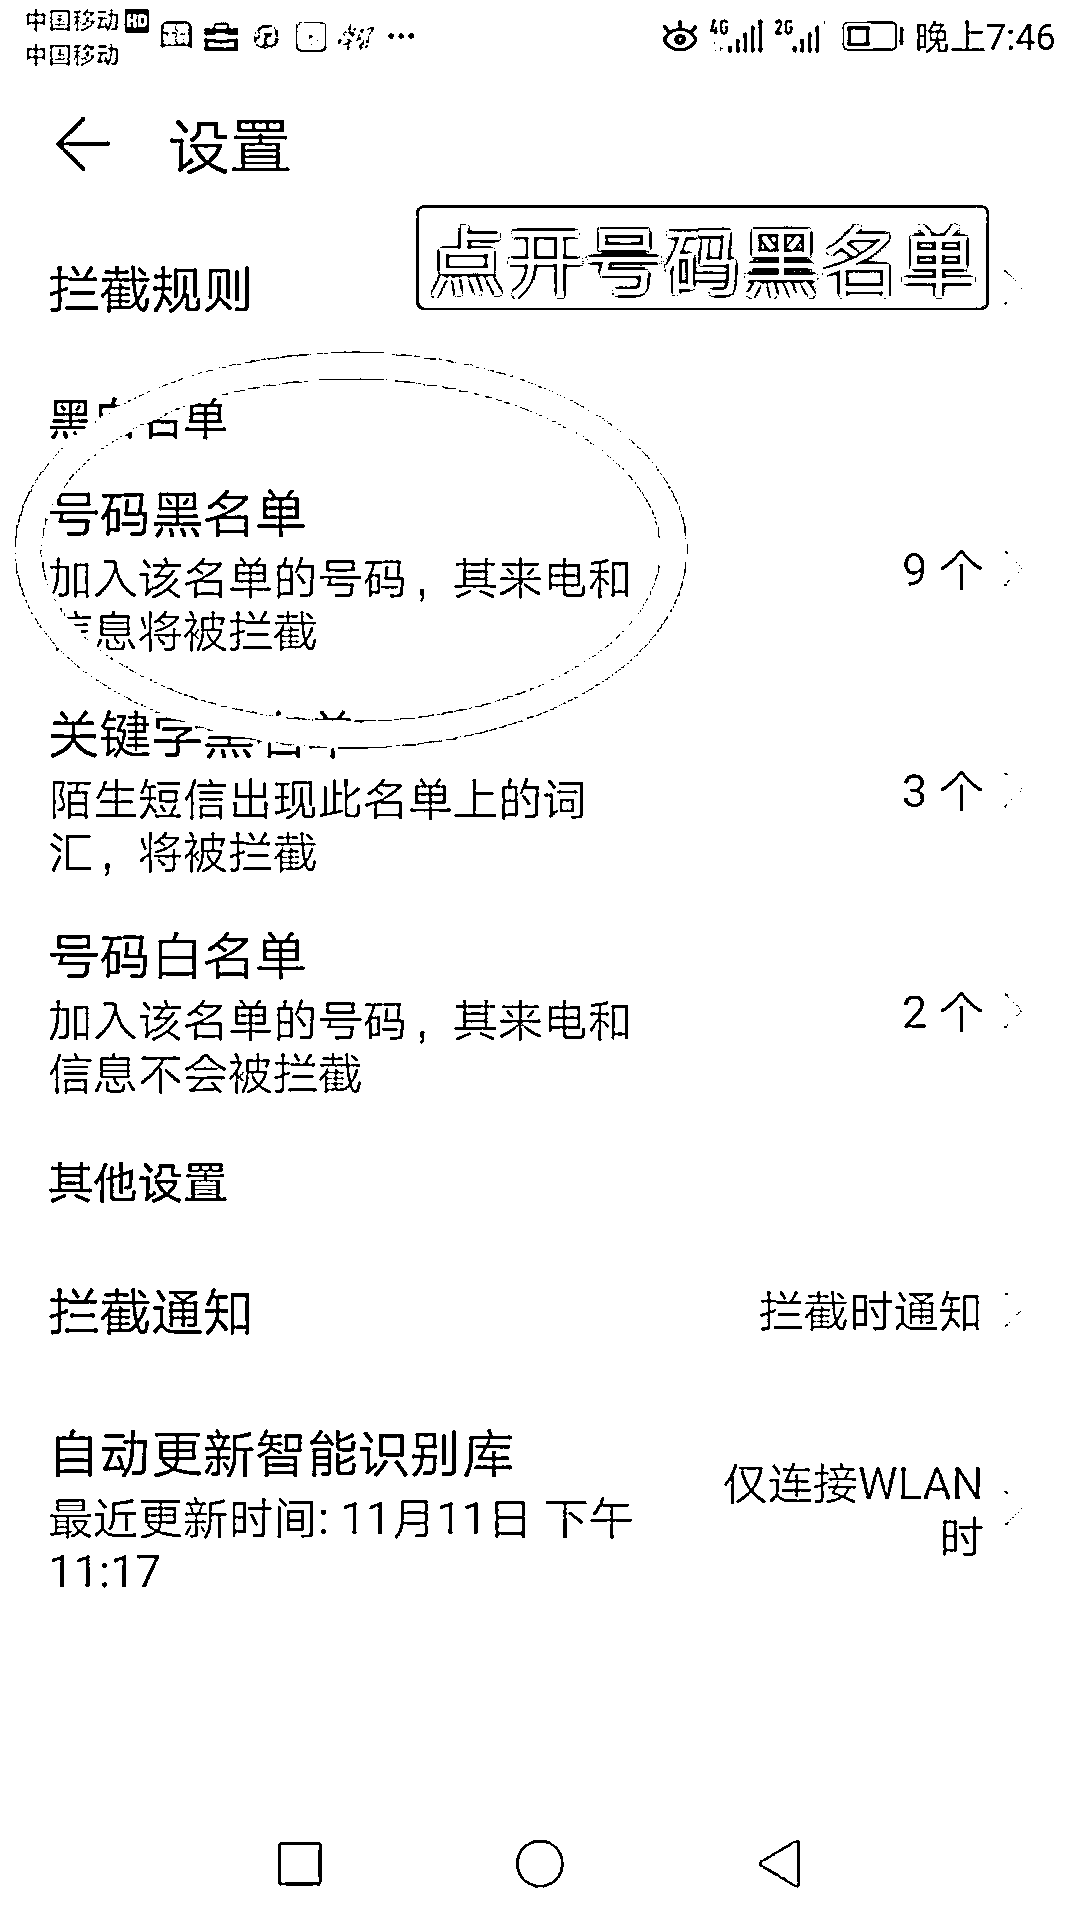 中国移动 HD
中国移动
4G 2G 晚上7:46
设置
点开号码黑名单
拦截规则
黑白名单
号码黑名单
加入该名单的号码，其来电和
信息将被拦截
9 个
关键字黑名单
陌生短信出现此名单上的词
汇，将被拦截
3 个
号码白名单
加入该名单的号码，其来电和
信息不会被拦截
2 个
其他设置
拦截通知
拦截时通知
自动更新智能识别库
最近更新时间: 11月11日 下午
11:17
仅连接WLAN
时